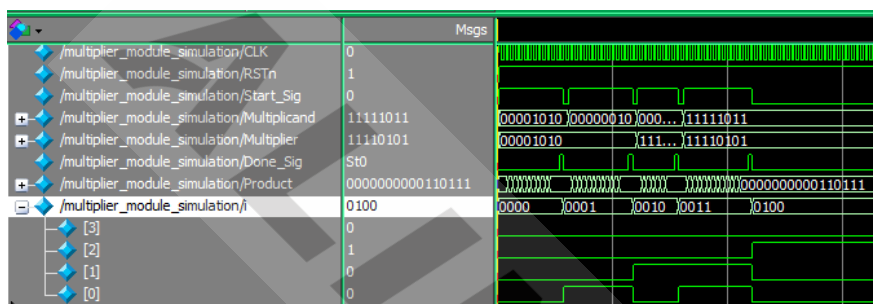 Msgs
/multiplier_module_simulation/CLK 0
/multiplier_module_simulation/RSTn 1
/multiplier_module_simulation/Start_Sig 0
/multiplier_module_simulation/Multiplicand 11111011 00001010 00000010 000... 11111011
/multiplier_module_simulation/Multiplier 11110101 00001010 111... 11110101
/multiplier_module_simulation/Done_Sig St0
/multiplier_module_simulation/Product 0000000000110111 0000000000110111
/multiplier_module_simulation/i 0100 0000 0001 0010 0011 0100
[3] 0
[2] 1
[1] 0
[0] 0